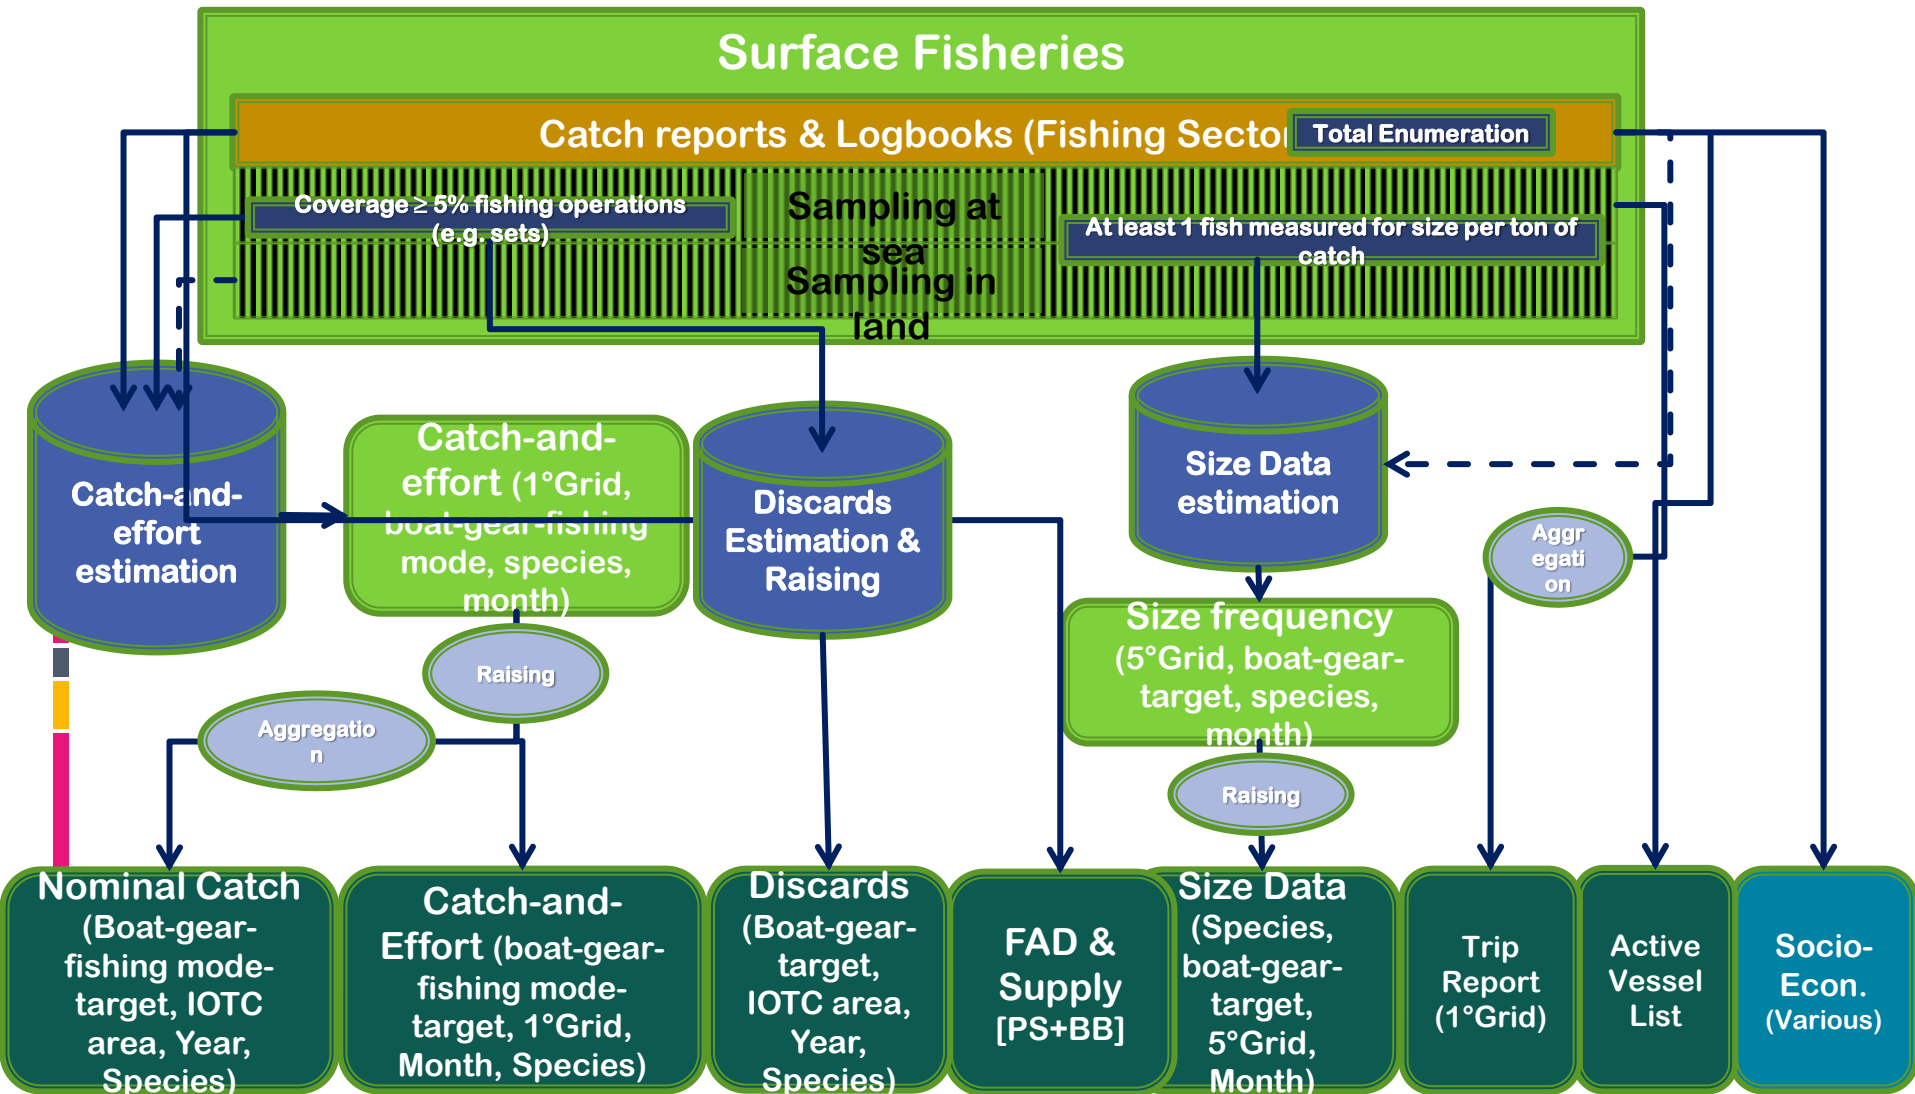 Surface Fisheries
Catch reports & Logbooks (Fishing Sector
Total Enumeration
Coverage ≥ 5% fishing operations
(e.g. sets)
Sampling at
sea
At least 1 fish measured for size per ton of
catch
Sampling in
land
Catch-and-
effort
estimation
Catch-and-
effort (1°Grid,
boat-gear-fishing
mode, species,
month)
Discards
Estimation &
Raising
Size Data
estimation
Aggr
egati
on
Size frequency
(5°Grid, boat-gear-
target, species,
month)
Raising
Aggregatio
n
Raising
Nominal Catch
(Boat-gear-
fishing mode-
target, IOTC
area, Year,
Species)
Catch-and-
Effort (boat-gear-
fishing mode-
target, 1°Grid,
Month, Species)
Discards
(Boat-gear-
target,
IOTC area,
Year,
Species)
FAD &
Supply
[PS+BB]
Size Data
(Species,
boat-gear-
target,
5°Grid,
Month)
Trip
Report
(1°Grid)
Active
Vessel
List
Socio-
Econ.
(Various)